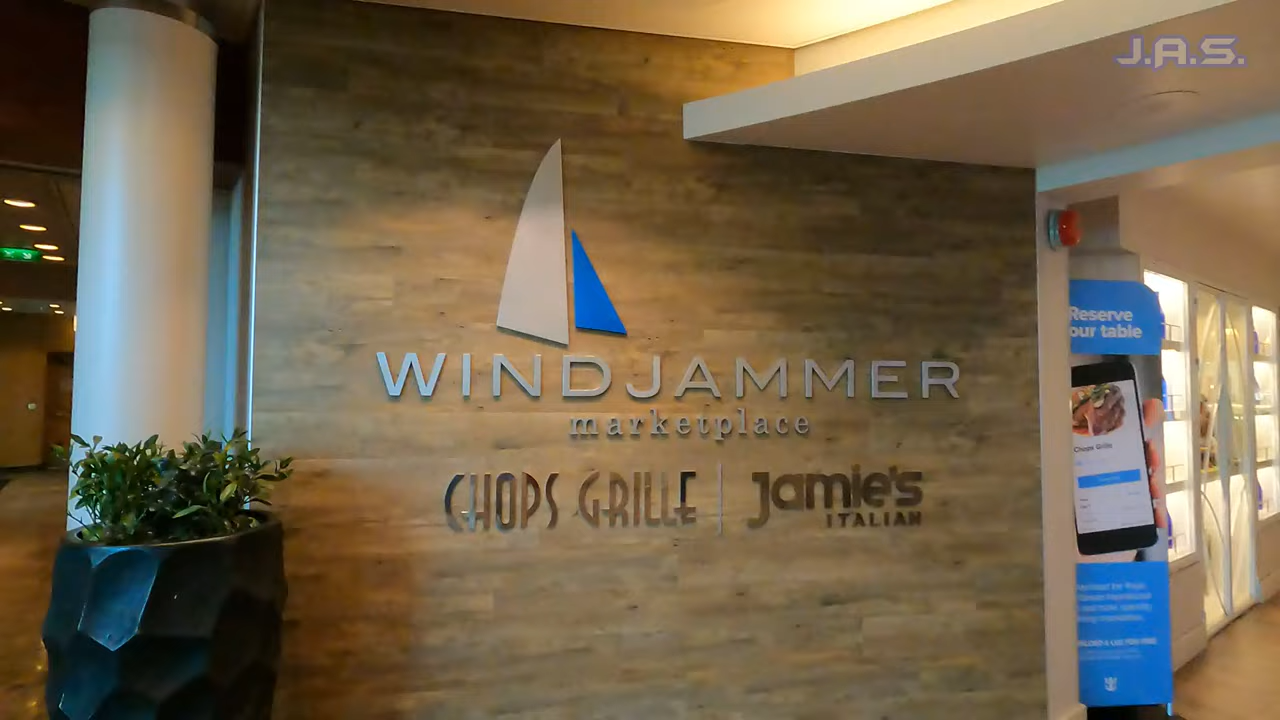 J.A.S.
WINDJAMMER
marketplace
CHOPS GRILLE | Jamie's
ITALIAN
Reserve
our table
Chops Grille